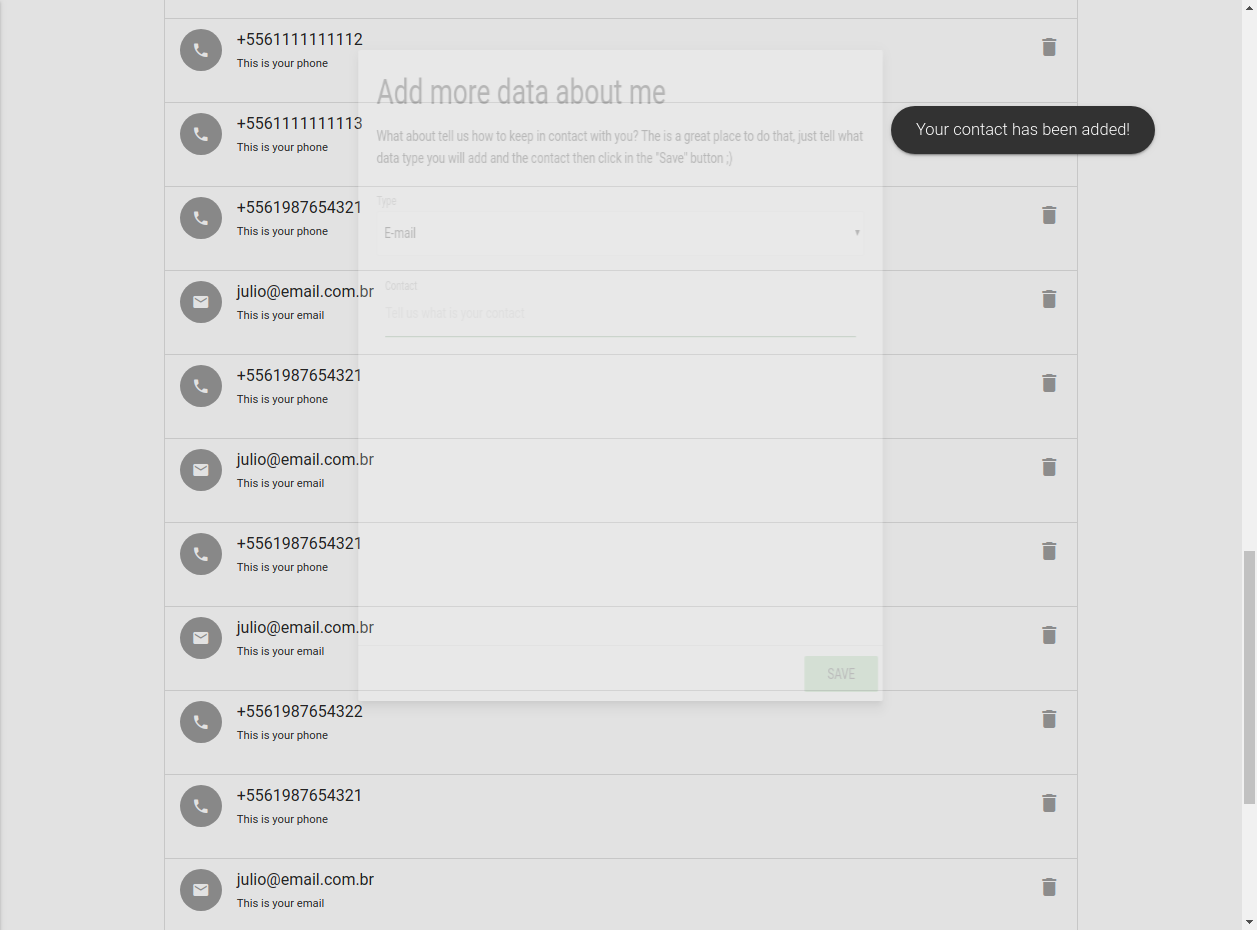 +5561111111112
This is your phone
Add more data about me
+5561111111113
This is your phone
What about tell us how to keep in contact with you? The is a great place to do that, just tell what
data type you will add and the contact then click in the "Save" button ;)
Your contact has been added!
+5561987654321
This is your phone
Type
E-mail
julio@email.com.br
This is your email
Contact
Tell us what is your contact
+5561987654321
This is your phone
julio@email.com.br
This is your email
+5561987654321
This is your phone
julio@email.com.br
This is your email
SAVE
+5561987654322
This is your phone
+5561987654321
This is your phone
julio@email.com.br
This is your email